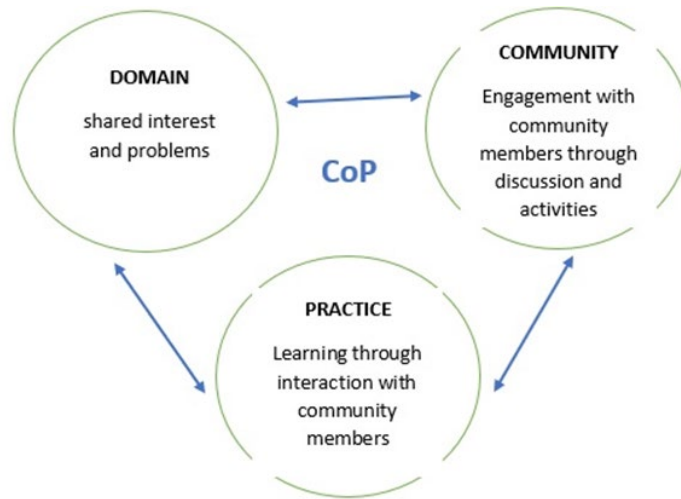 DOMAIN
shared interest
and problems
COMMUNITY
Engagement with
community
members through
discussion and
activities
CoP
PRACTICE
Learning through
interaction with
community
members